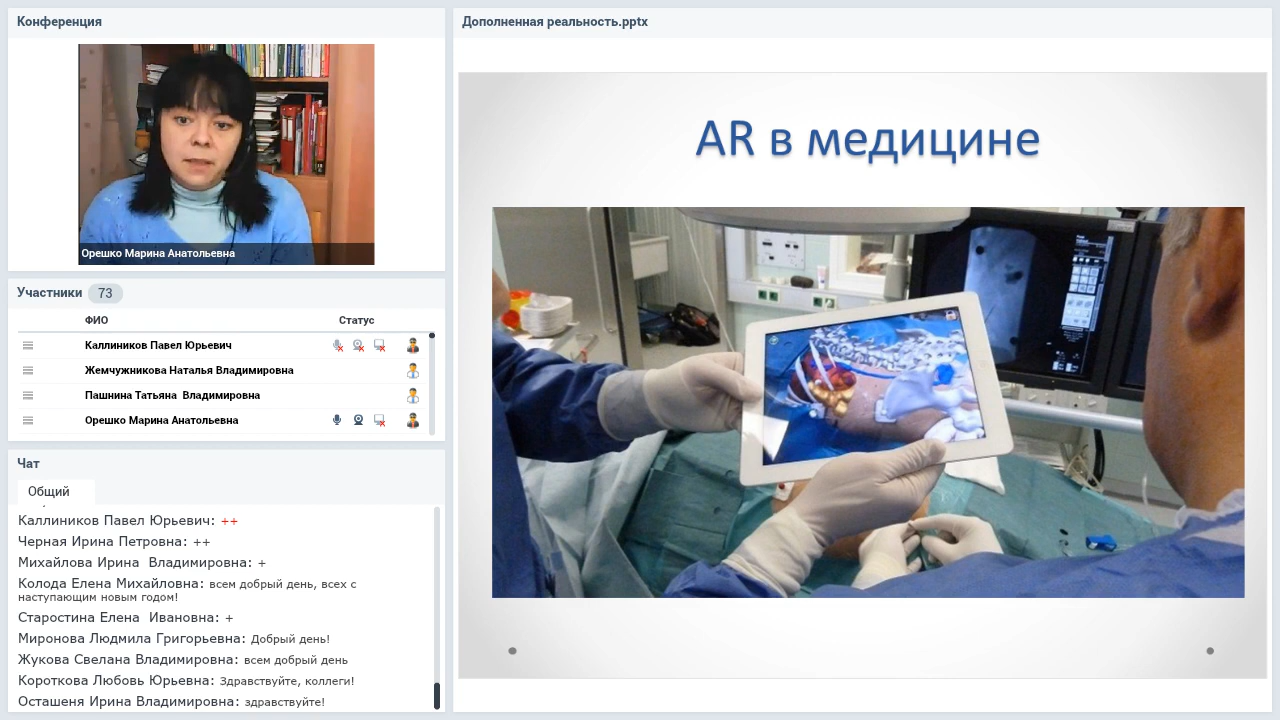 Конференция
Орешко Марина Анатольевна
Участники 73
ФИО Статус
Каллиников Павел Юрьевич
Жемчужникова Наталья Владимировна
Пашнина Татьяна Владимировна
Орешко Марина Анатольевна
Чат
Общий
Каллиников Павел Юрьевич: ++
Черная Ирина Петровна: ++
Михайлова Ирина Владимировна: +
Колода Елена Михайловна: всем добрый день, всех с
наступающим новым годом!
Старостина Елена Ивановна: +
Миронова Людмила Григорьевна: Добрый день!
Жукова Свелана Владимировна: всем добрый день
Короткова Любовь Юрьевна: Здравствуйте, коллеги!
Осташеня Ирина Владимировна: здравствуйте!
Дополненная реальность.pptx
AR в медицине